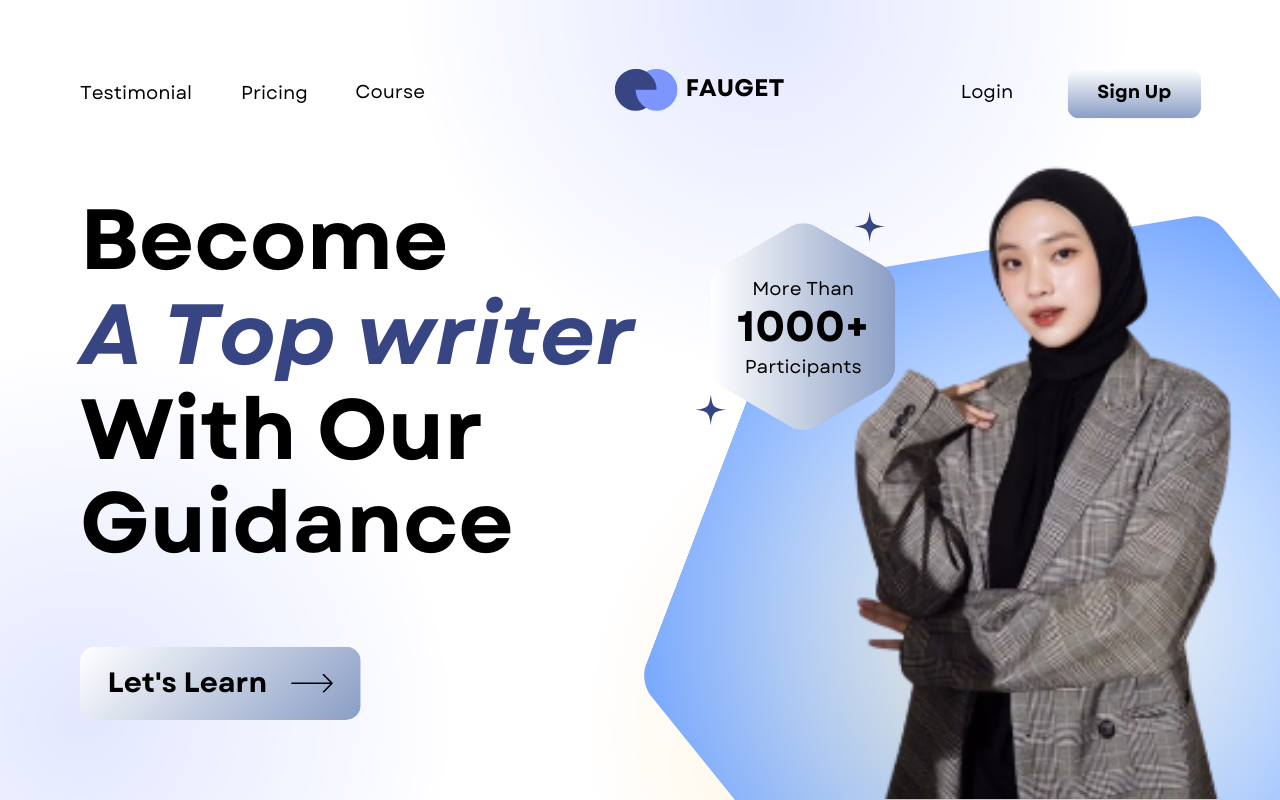 Testimonial
Pricing
Course
FAUGET
Login
Sign Up
Become
A Top writer
With Our
Guidance
More Than
1000+
Participants
Let's Learn